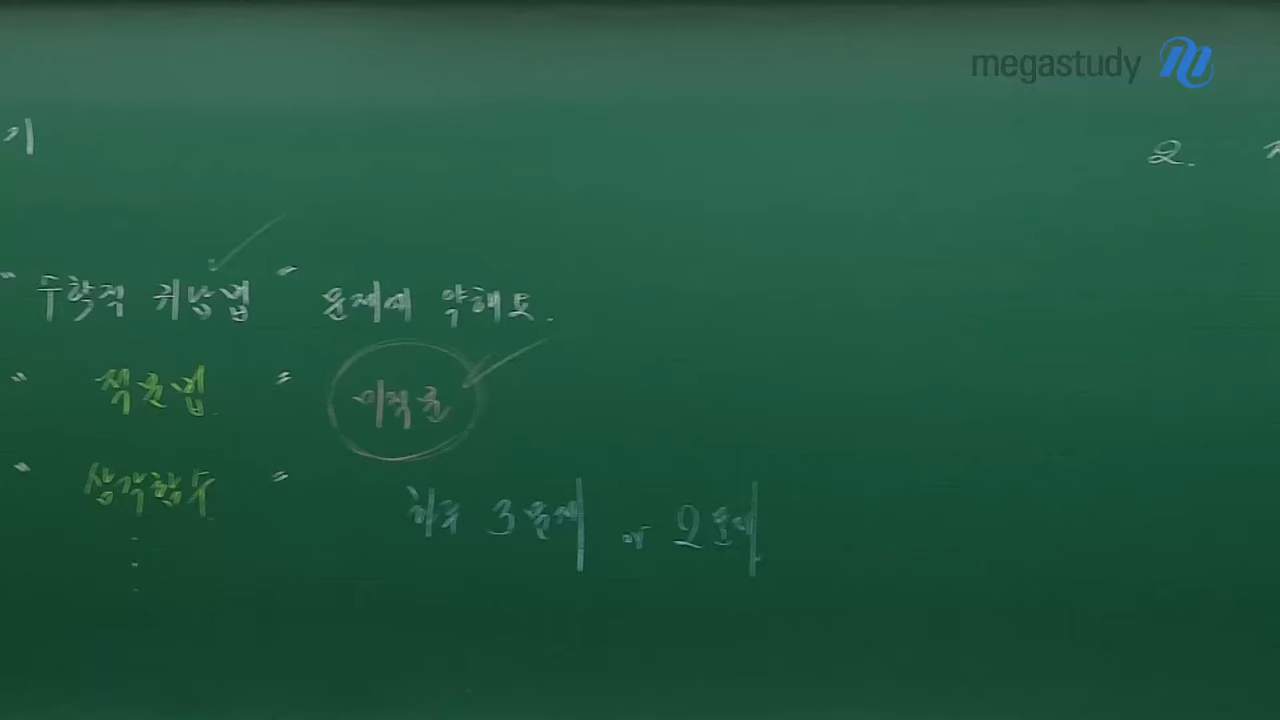 megastudy
기
2.
" 수학적 귀납법 " 문제에 약해요.
" 적분법 " 미적분
" 삼각함수 "
하루 3문제 or 2문제